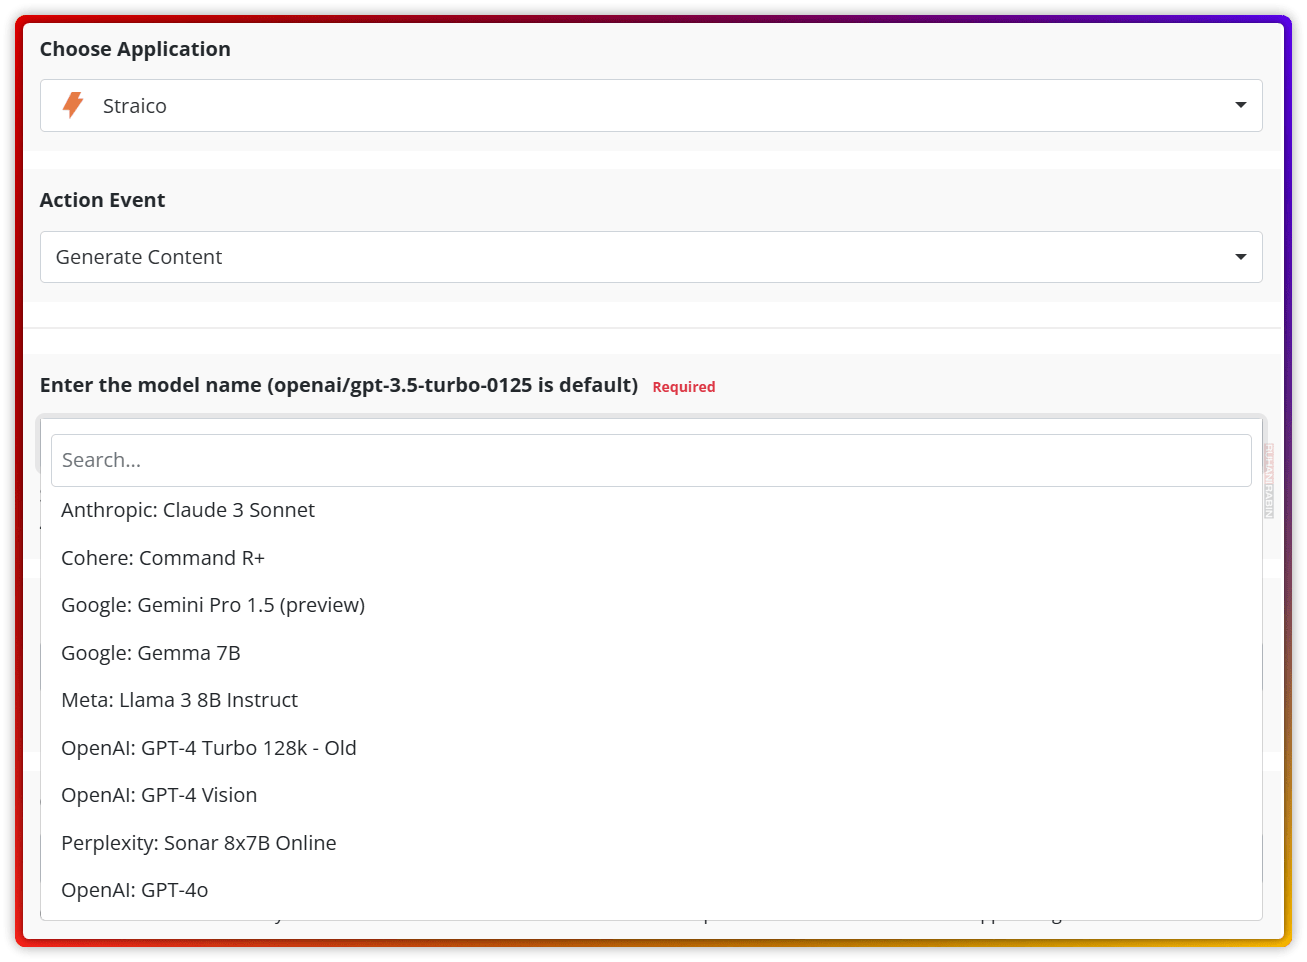 Choose Application
Straico
Action Event
Generate Content
Enter the model name (openai/gpt-3.5-turbo-0125 is default) Required
Search...
Anthropic: Claude 3 Sonnet
Cohere: Command R+
Google: Gemini Pro 1.5 (preview)
Google: Gemma 7B
Meta: Llama 3 8B Instruct
OpenAI: GPT-4 Turbo 128k - Old
OpenAI: GPT-4 Vision
Perplexity: Sonar 8x7B Online
OpenAI: GPT-4o